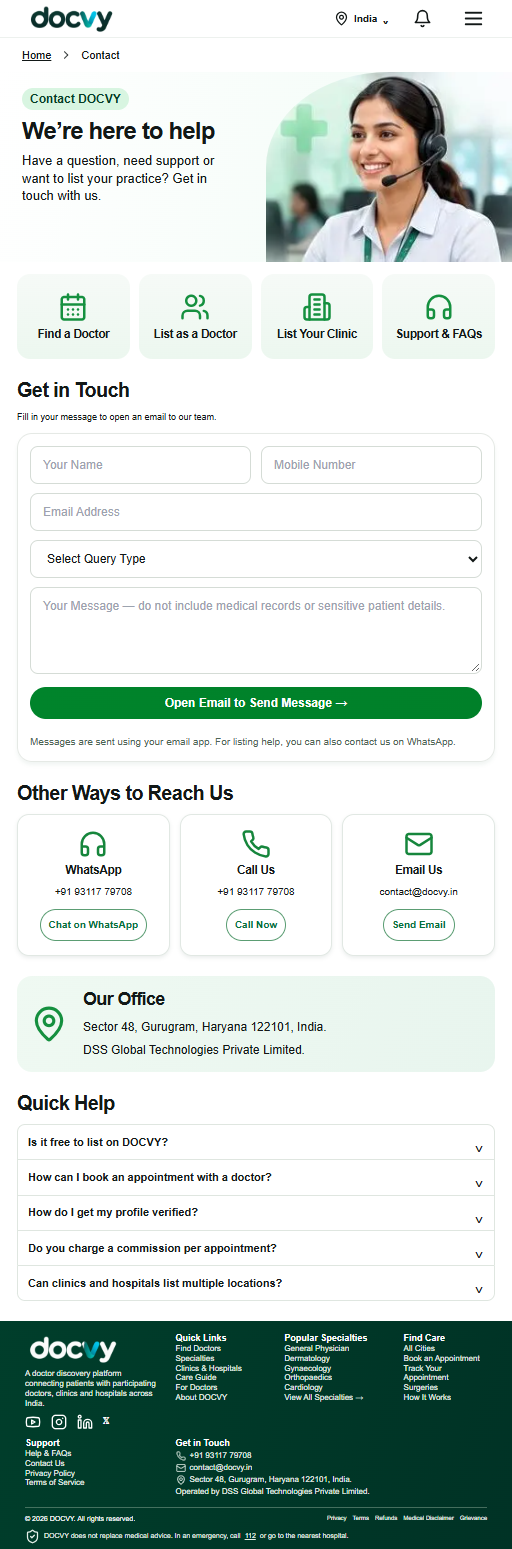 docvy
India
Home > Contact
Contact DOCVY
We’re here to help
Have a question, need support or
want to list your practice? Get in
touch with us.
Find a Doctor
List as a Doctor
List Your Clinic
Support & FAQs
Get in Touch
Fill in your message to open an email to our team.
Your Name
Mobile Number
Email Address
Select Query Type
Your Message — do not include medical records or sensitive patient details.
Open Email to Send Message →
Messages are sent using your email app. For listing help, you can also contact us on WhatsApp.
Other Ways to Reach Us
WhatsApp
+91 93117 79708
Chat on WhatsApp
Call Us
+91 93117 79708
Call Now
Email Us
contact@docvy.in
Send Email
Our Office
Sector 48, Gurugram, Haryana 122101, India.
DSS Global Technologies Private Limited.
Quick Help
Is it free to list on DOCVY?
How can I book an appointment with a doctor?
How do I get my profile verified?
Do you charge a commission per appointment?
Can clinics and hospitals list multiple locations?
docvy
A doctor discovery platform
connecting patients with participating
doctors, clinics and hospitals across
India.
Quick Links
Find Doctors
Specialties
Clinics & Hospitals
Care Guide
For Doctors
About DOCVY
Popular Specialties
General Physician
Dermatology
Gynaecology
Orthopaedics
Cardiology
View All Specialties →
Find Care
All Cities
Book an Appointment
Track Your
Appointment
Surgeries
How It Works
Support
Help & FAQs
Contact Us
Privacy Policy
Terms of Service
Get in Touch
+91 93117 79708
contact@docvy.in
Sector 48, Gurugram, Haryana 122101, India.
Operated by DSS Global Technologies Private Limited.
© 2026 DOCVY. All rights reserved.
Privacy Terms Refunds Medical Disclaimer Grievance
DOCVY does not replace medical advice. In an emergency, call 112 or go to the nearest hospital.